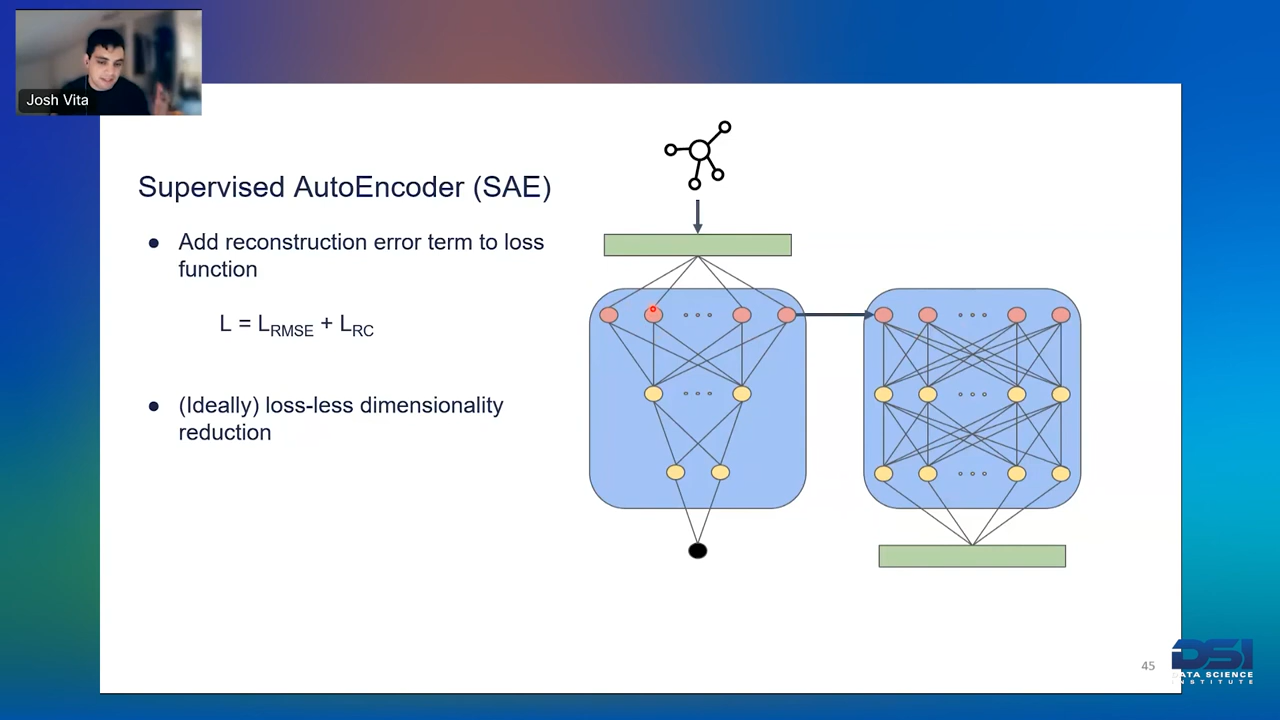 Josh Vita
Supervised AutoEncoder (SAE)
● Add reconstruction error term to loss
function
L = L_RMSE + L_RC
● (Ideally) loss-less dimensionality
reduction
45
DSI
DATA SCIENCE
INSTITUTE